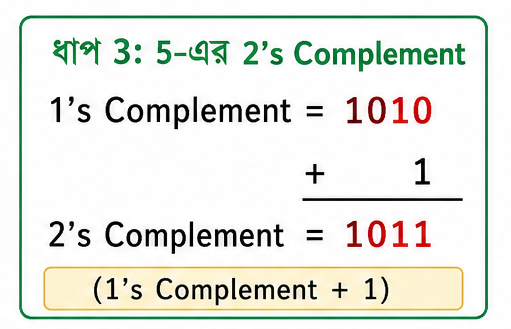 ধাপ 3: 5-এর 2's Complement
1's Complement = 1010
+ 1
2's Complement = 1011
(1's Complement + 1)